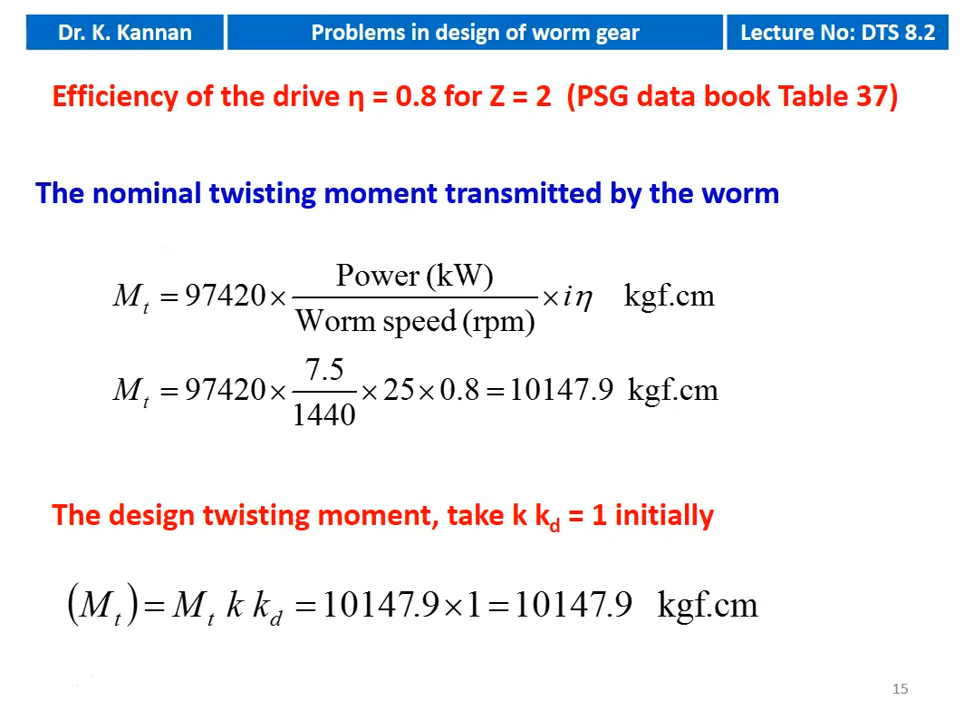 Dr. K. Kannan
Problems in design of worm gear
Lecture No: DTS 8.2
Efficiency of the drive η = 0.8 for Z = 2 (PSG data book Table 37)
The nominal twisting moment transmitted by the worm
M_t = 97420 × Power (kW) / Worm speed (rpm) × iη kgf.cm
M_t = 97420 × 7.5 / 1440 × 25 × 0.8 = 10147.9 kgf.cm
The design twisting moment, take k k_d = 1 initially
(M_t) = M_t k k_d = 10147.9 × 1 = 10147.9 kgf.cm
15